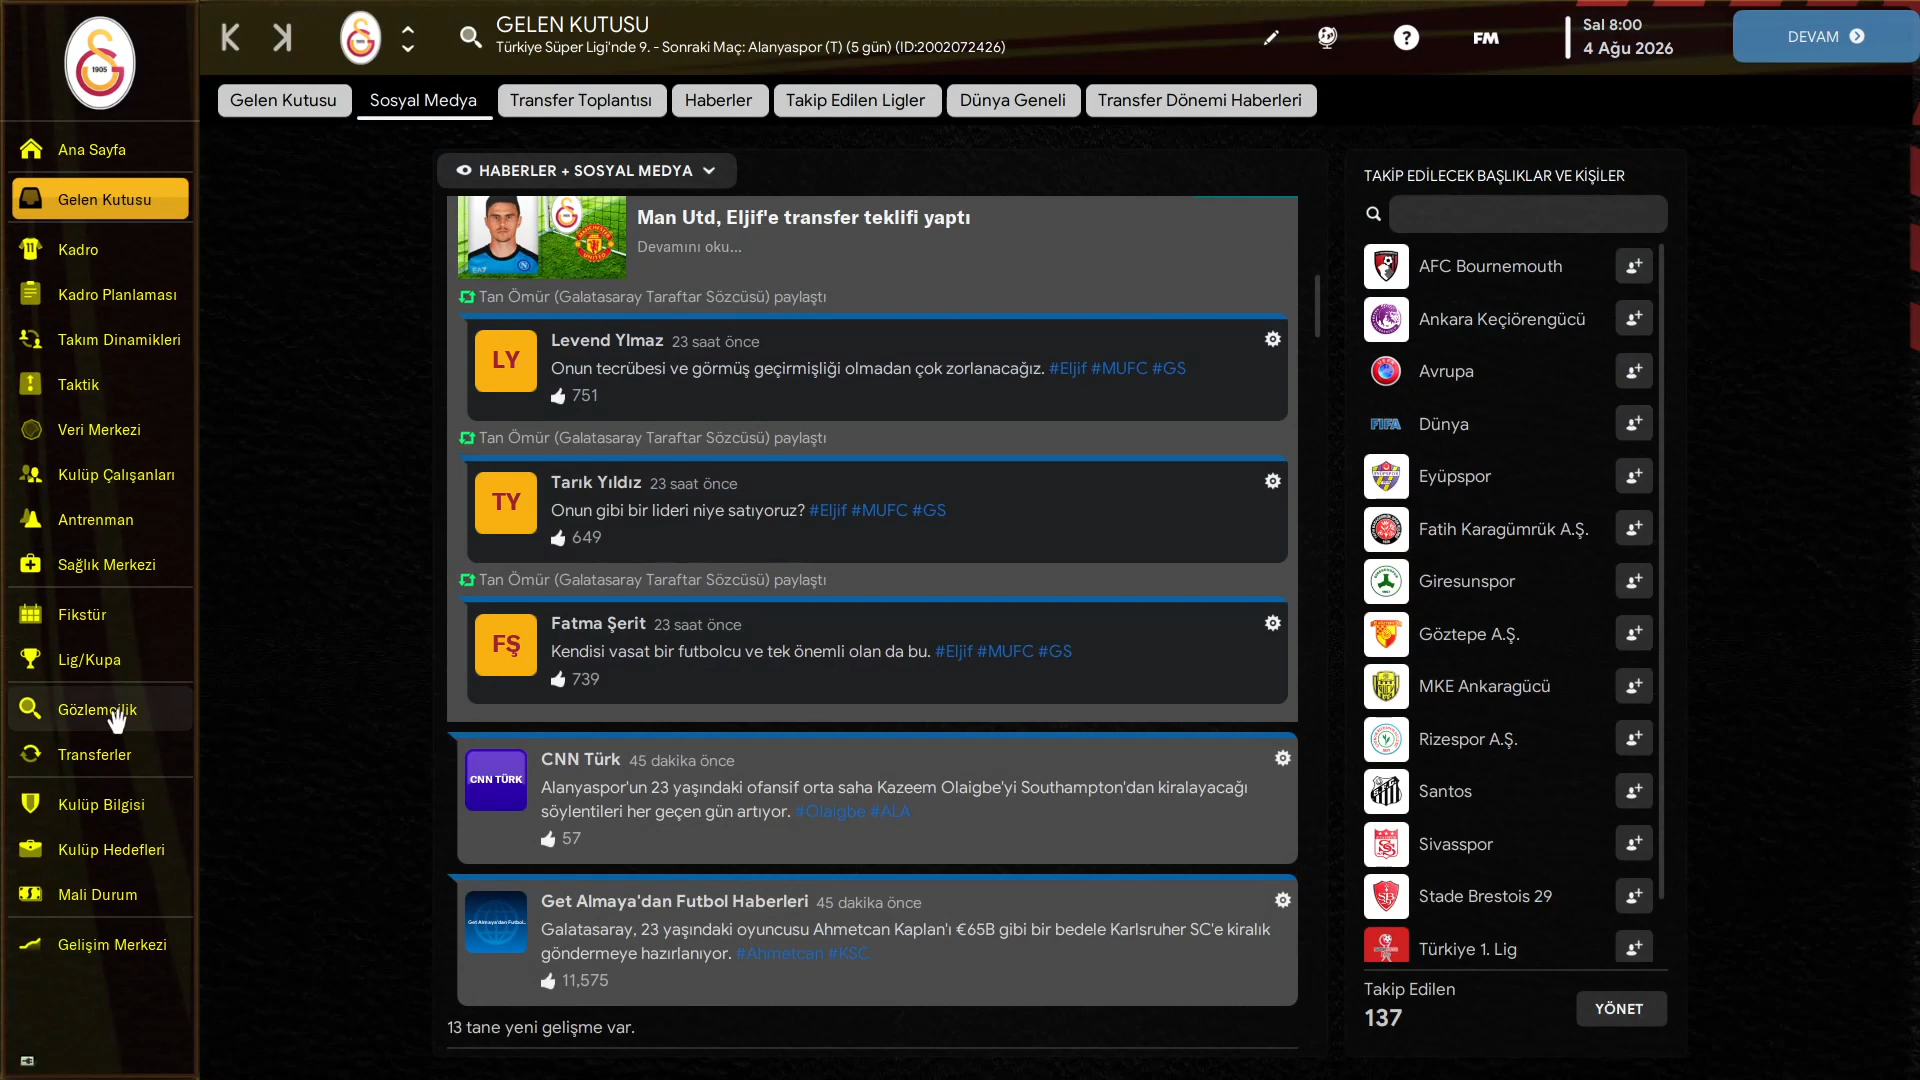 GELEN KUTUSU
Türkiye Süper Ligi'nde 9. - Sonraki Maç: Alanyaspor (T) (5 gün) (ID:2002072426)
FM
Sal 8:00
4 Ağu 2026
DEVAM
1905
Gelen Kutusu
Sosyal Medya
Transfer Toplantısı
Haberler
Takip Edilen Ligler
Dünya Geneli
Transfer Dönemi Haberleri
Ana Sayfa
Gelen Kutusu
Kadro
Kadro Planlaması
Takım Dinamikleri
Taktik
Veri Merkezi
Kulüp Çalışanları
Antrenman
Sağlık Merkezi
Fikstür
Lig/Kupa
Gözlemcilik
Transferler
Kulüp Bilgisi
Kulüp Hedefleri
Mali Durum
Gelişim Merkezi
HABERLER + SOSYAL MEDYA
Man Utd, Eljif'e transfer teklifi yaptı
Devamını oku...
Tan Ömür (Galatasaray Taraftar Sözcüsü) paylaştı
LY
Levend Ylmaz 23 saat önce
Onun tecrübesi ve görmüş geçirmişliği olmadan çok zorlanacağız. #Eljif #MUFC #GS
751
Tan Ömür (Galatasaray Taraftar Sözcüsü) paylaştı
TY
Tarık Yıldız 23 saat önce
Onun gibi bir lideri niye satıyoruz? #Eljif #MUFC #GS
649
Tan Ömür (Galatasaray Taraftar Sözcüsü) paylaştı
FŞ
Fatma Şerit 23 saat önce
Kendisi vasat bir futbolcu ve tek önemli olan da bu. #Eljif #MUFC #GS
739
CNN TÜRK
CNN Türk 45 dakika önce
Alanyaspor'un 23 yaşındaki ofansif orta saha Kazeem Olaigbe'yi Southampton'dan kiralayacağı
söylentileri her geçen gün artıyor. #Olaigbe #ALA
57
Get Almaya'dan Futbol..
Get Almaya'dan Futbol Haberleri 45 dakika önce
Galatasaray, 23 yaşındaki oyuncusu Ahmetcan Kaplan'ı €65B gibi bir bedele Karlsruher SC'e kiralık
göndermeye hazırlanıyor. #Ahmetcan #KSC
11,575
13 tane yeni gelişme var.
TAKİP EDİLECEK BAŞLIKLAR VE KİŞİLER
AFC Bournemouth
Ankara Keçiörengücü
Avrupa
FIFA
Dünya
Eyüpspor
Fatih Karagümrük A.Ş.
Giresunspor
Göztepe A.Ş.
MKE Ankaragücü
Rizespor A.Ş.
Santos
Sivasspor
Stade Brestois 29
Türkiye 1. Lig
Takip Edilen
137
YÖNET